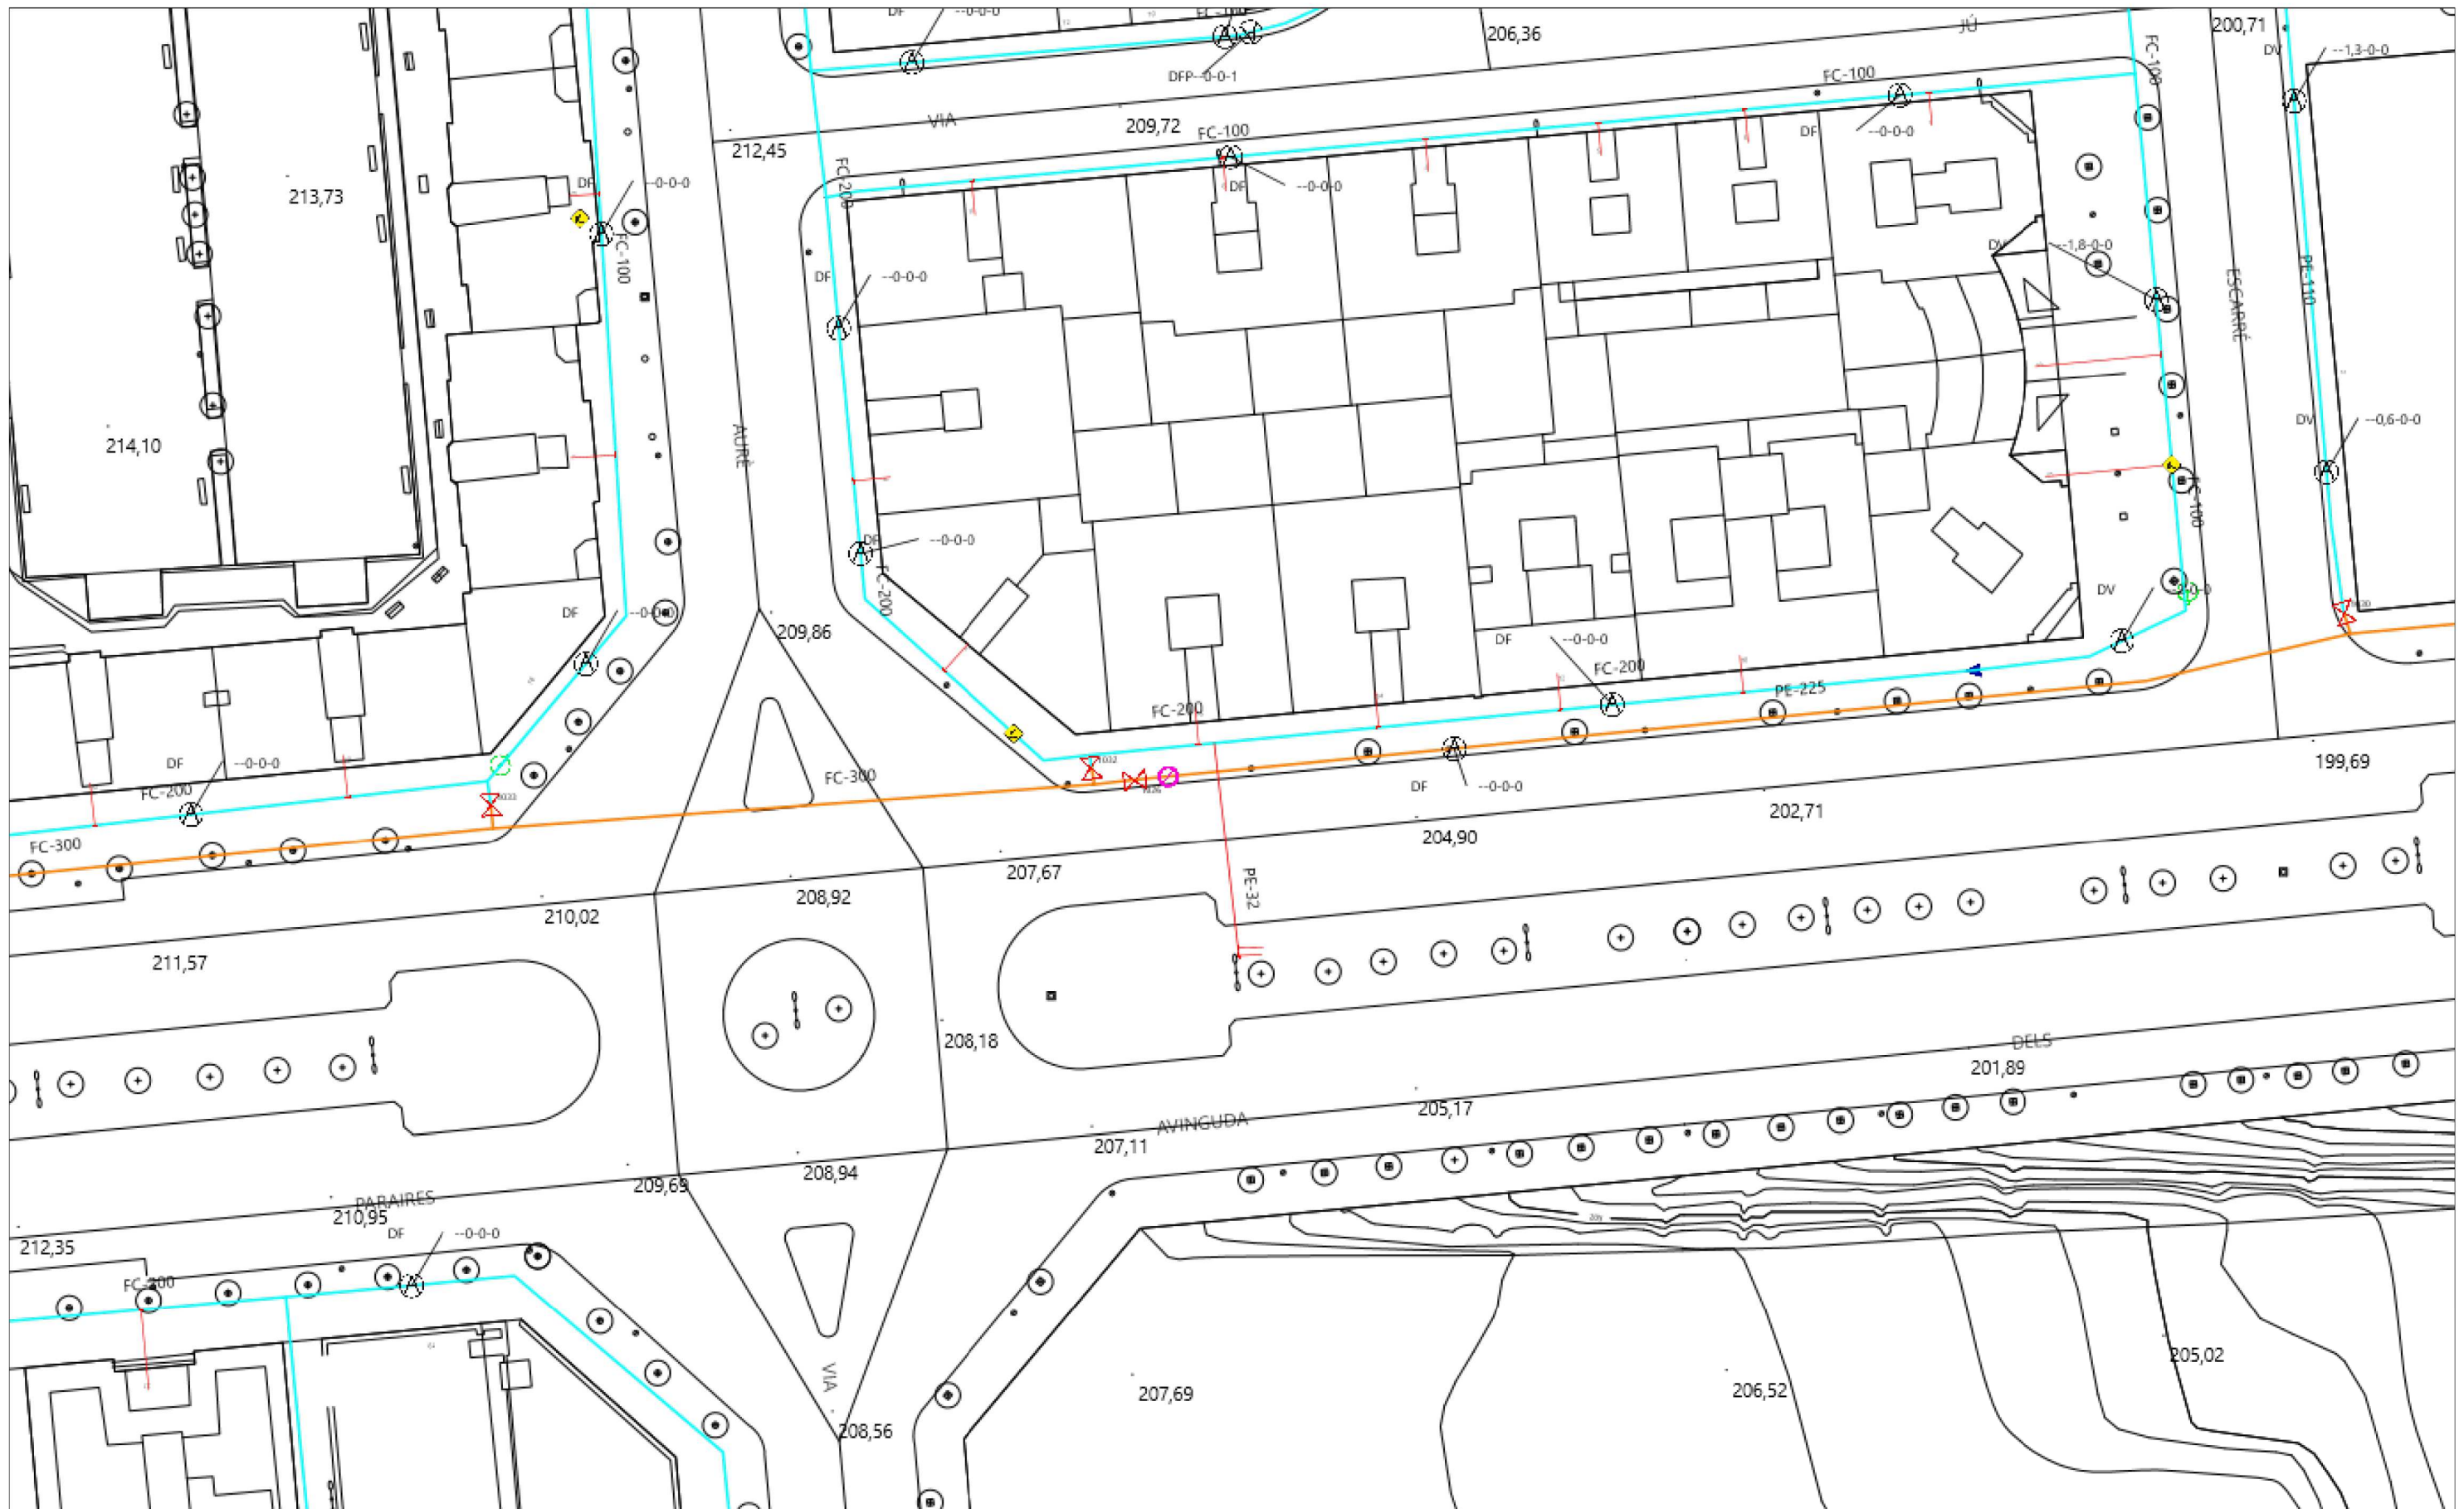 DF
--0-0-0
206,36
JÚ
200,71
DV
--1,3-0-0
DFP--0-0-1
FC-100
FC-100
VIA
209,72
FC-100
212,45
DF
--0-0-0
213,73
DF
--0-0-0
FC-200
DF
--0-0-0
FC-100
DF
--0-0-0
DV
--1,8-0-0
ESCARRÉ
PE-110
AURÈ
214,10
DV
--0,6-0-0
FC-100
DF
--0-0-0
FC-200
DV
DF
--0-0-0
209,86
DF
--0-0-0
FC-200
PE-225
FC-200
DF
--0-0-0
FC-200
FC-300
DF
--0-0-0
199,69
202,71
204,90
FC-300
207,67
PE-32
208,92
210,02
211,57
208,18
DELS
201,89
205,17
AVINGUDA
207,11
208,94
209,69
PARAIRES
210,95
DF
--0-0-0
212,35
205,02
VIA
207,69
206,52
208,56